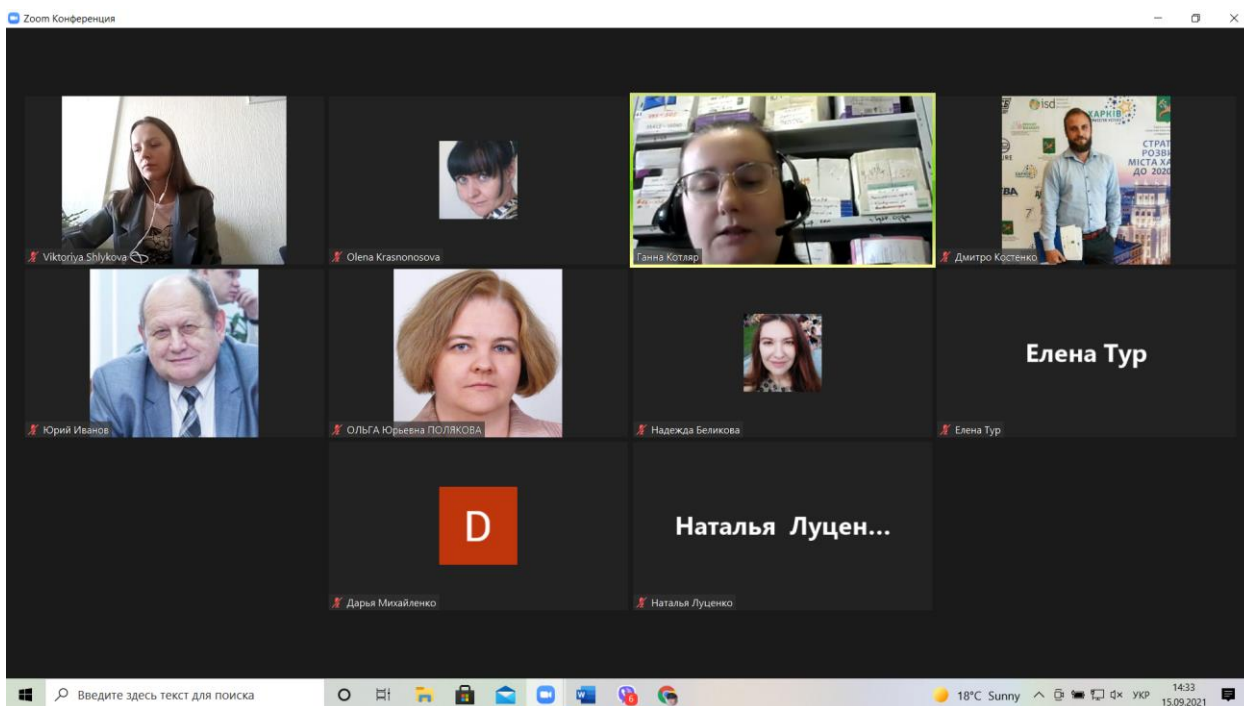 Zoom Конференция
isd
ХАРКІВ
СТРАТ
РОЗВИ
МІСТА ХА
ДО 2020
Viktoriya Shlykova
Olena Krasnonosova
Ганна Котляр
Дмитро Костенко
Елена Тур
Юрий Иванов
ОЛЬГА Юрьевна ПОЛЯКОВА
Надежда Беликова
Елена Тур
D
Наталья Луцен...
Дарья Михайленко
Наталья Луценко
Введите здесь текст для поиска
6
18°C Sunny
УКР
14:33
15.09.2021